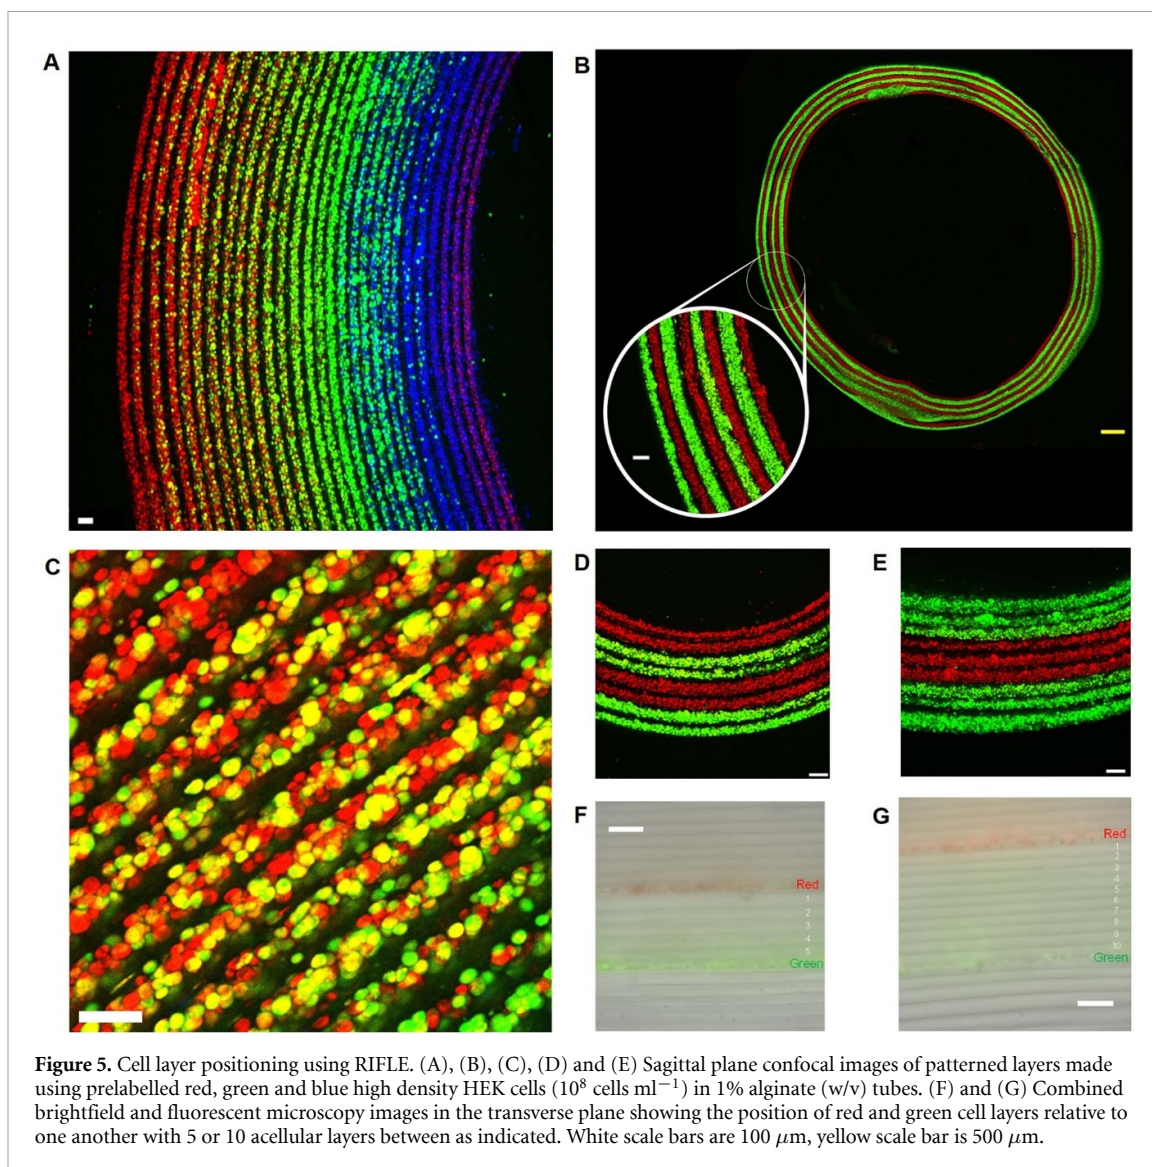 A
B
C
D
E
F
Red
1
2
3
4
5
Green
G
Red
1
2
3
4
5
6
7
8
9
10
Green
Figure 5. Cell layer positioning using RIFLE. (A), (B), (C), (D) and (E) Sagittal plane confocal images of patterned layers made
using prelabelled red, green and blue high density HEK cells (10⁸ cells ml⁻¹) in 1% alginate (w/v) tubes. (F) and (G) Combined
brightfield and fluorescent microscopy images in the transverse plane showing the position of red and green cell layers relative to
one another with 5 or 10 acellular layers between as indicated. White scale bars are 100 μm, yellow scale bar is 500 μm.